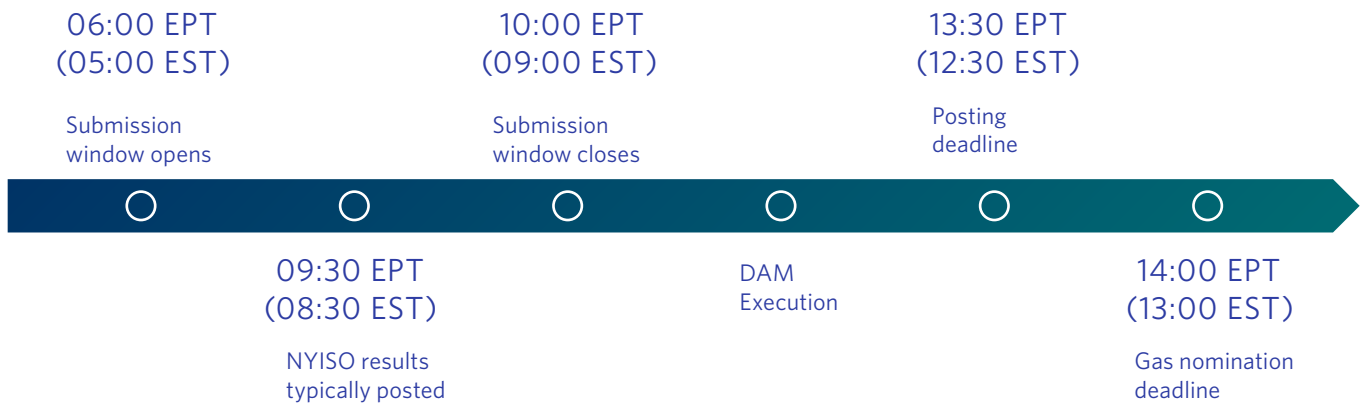 06:00 EPT
(05:00 EST)
Submission
window opens
09:30 EPT
(08:30 EST)
NYISO results
typically posted
10:00 EPT
(09:00 EST)
Submission
window closes
DAM
Execution
13:30 EPT
(12:30 EST)
Posting
deadline
14:00 EPT
(13:00 EST)
Gas nomination
deadline